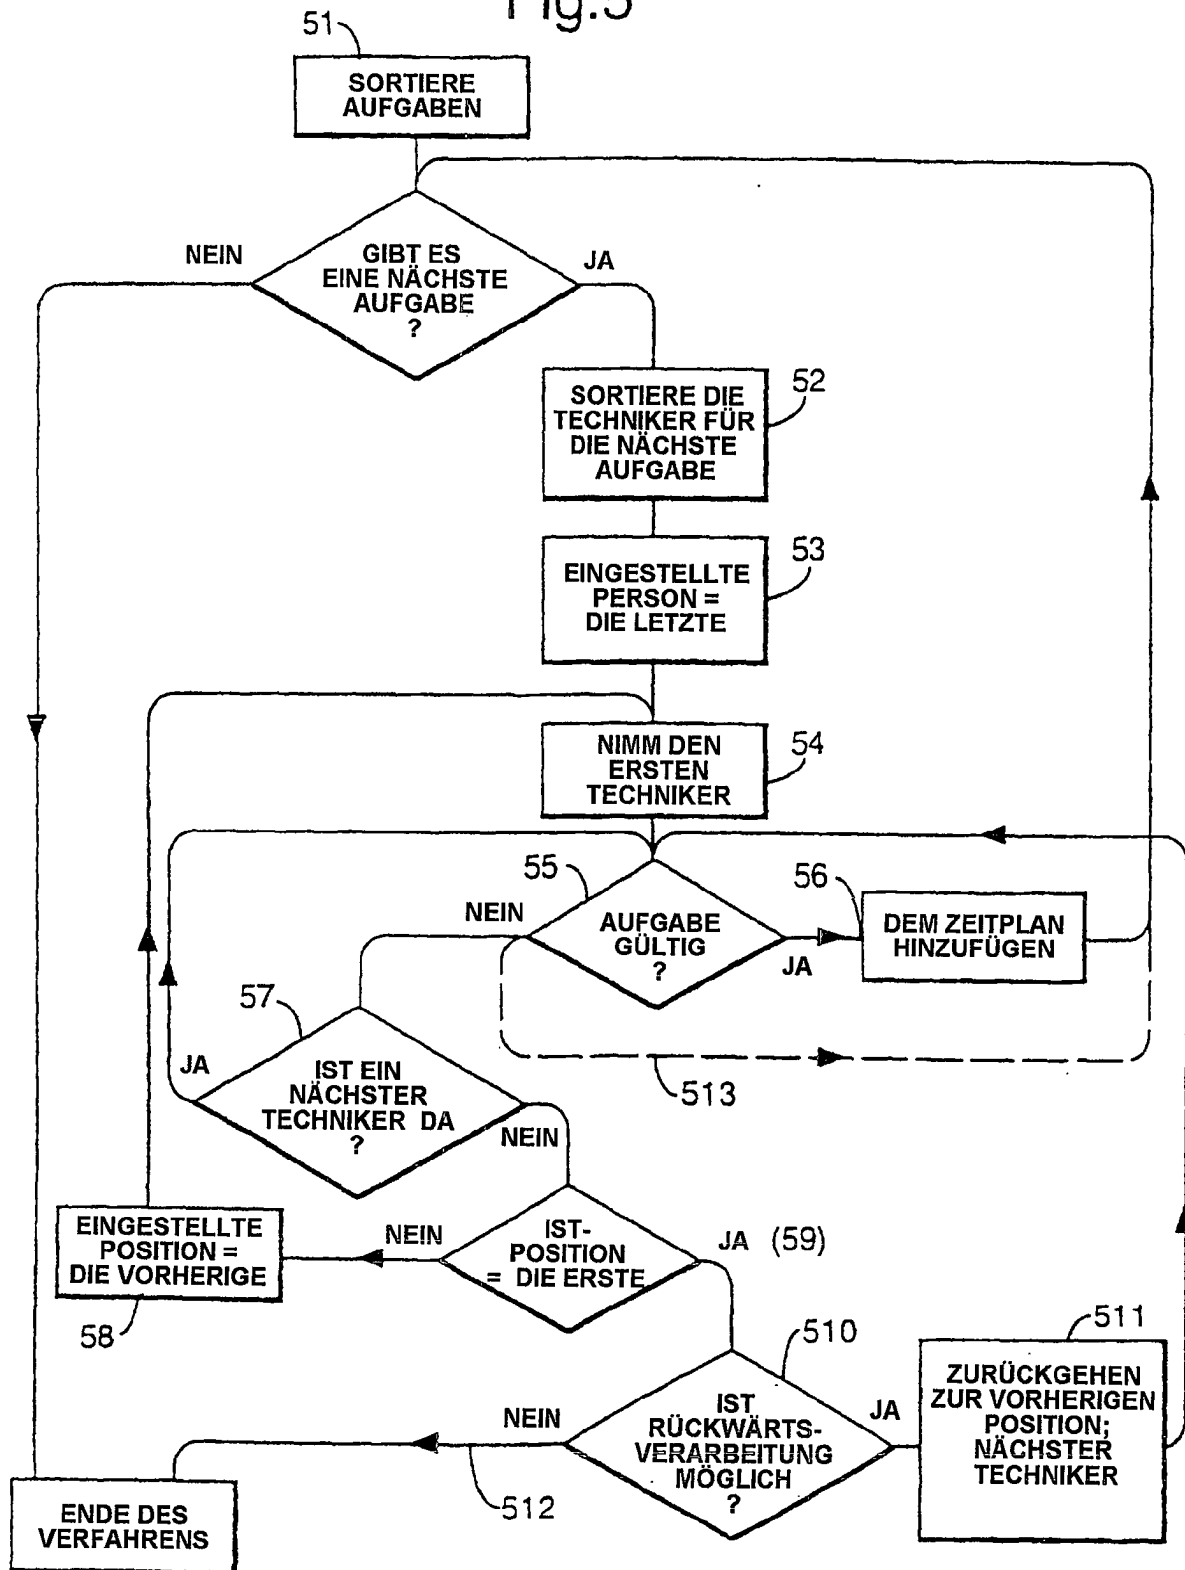 Fig.5
51
SORTIERE
AUFGABEN
NEIN
GIBT ES
EINE NÄCHSTE
AUFGABE
?
JA
52
SORTIERE DIE
TECHNIKER FÜR
DIE NÄCHSTE
AUFGABE
53
EINGESTELLTE
PERSON =
DIE LETZTE
54
NIMM DEN
ERSTEN
TECHNIKER
55
NEIN
AUFGABE
GÜLTIG
?
JA
56
DEM ZEITPLAN
HINZUFÜGEN
57
JA
IST EIN
NÄCHSTER
TECHNIKER DA
?
NEIN
513
EINGESTELLTE
POSITION =
DIE VORHERIGE
58
NEIN
IST-
POSITION
= DIE ERSTE
JA (59)
510
NEIN
IST
RÜCKWÄRTS-
VERARBEITUNG
MÖGLICH
?
JA
511
ZURÜCKGEHEN
ZUR VORHERIGEN
POSITION;
NÄCHSTER
TECHNIKER
512
ENDE DES
VERFAHRENS